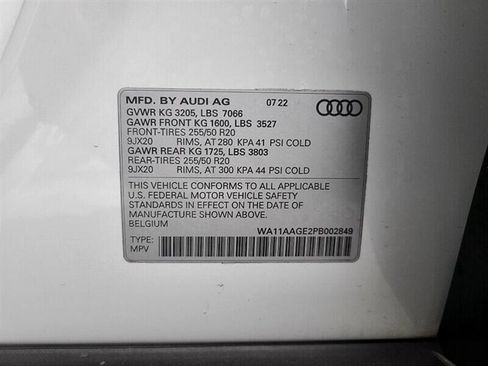 MFD. BY AUDI AG 07 22
GVWR KG 3205, LBS 7066
GAWR FRONT KG 1600, LBS 3527
FRONT-TIRES 255/50 R20
9JX20 RIMS, AT 280 KPA 41 PSI COLD
GAWR REAR KG 1725, LBS 3803
REAR-TIRES 255/50 R20
9JX20 RIMS, AT 300 KPA 44 PSI COLD
THIS VEHICLE CONFORMS TO ALL APPLICABLE
U.S. FEDERAL MOTOR VEHICLE SAFETY
STANDARDS IN EFFECT ON THE DATE OF
MANUFACTURE SHOWN ABOVE.
BELGIUM
WA11AAGE2PB002849
TYPE:
MPV